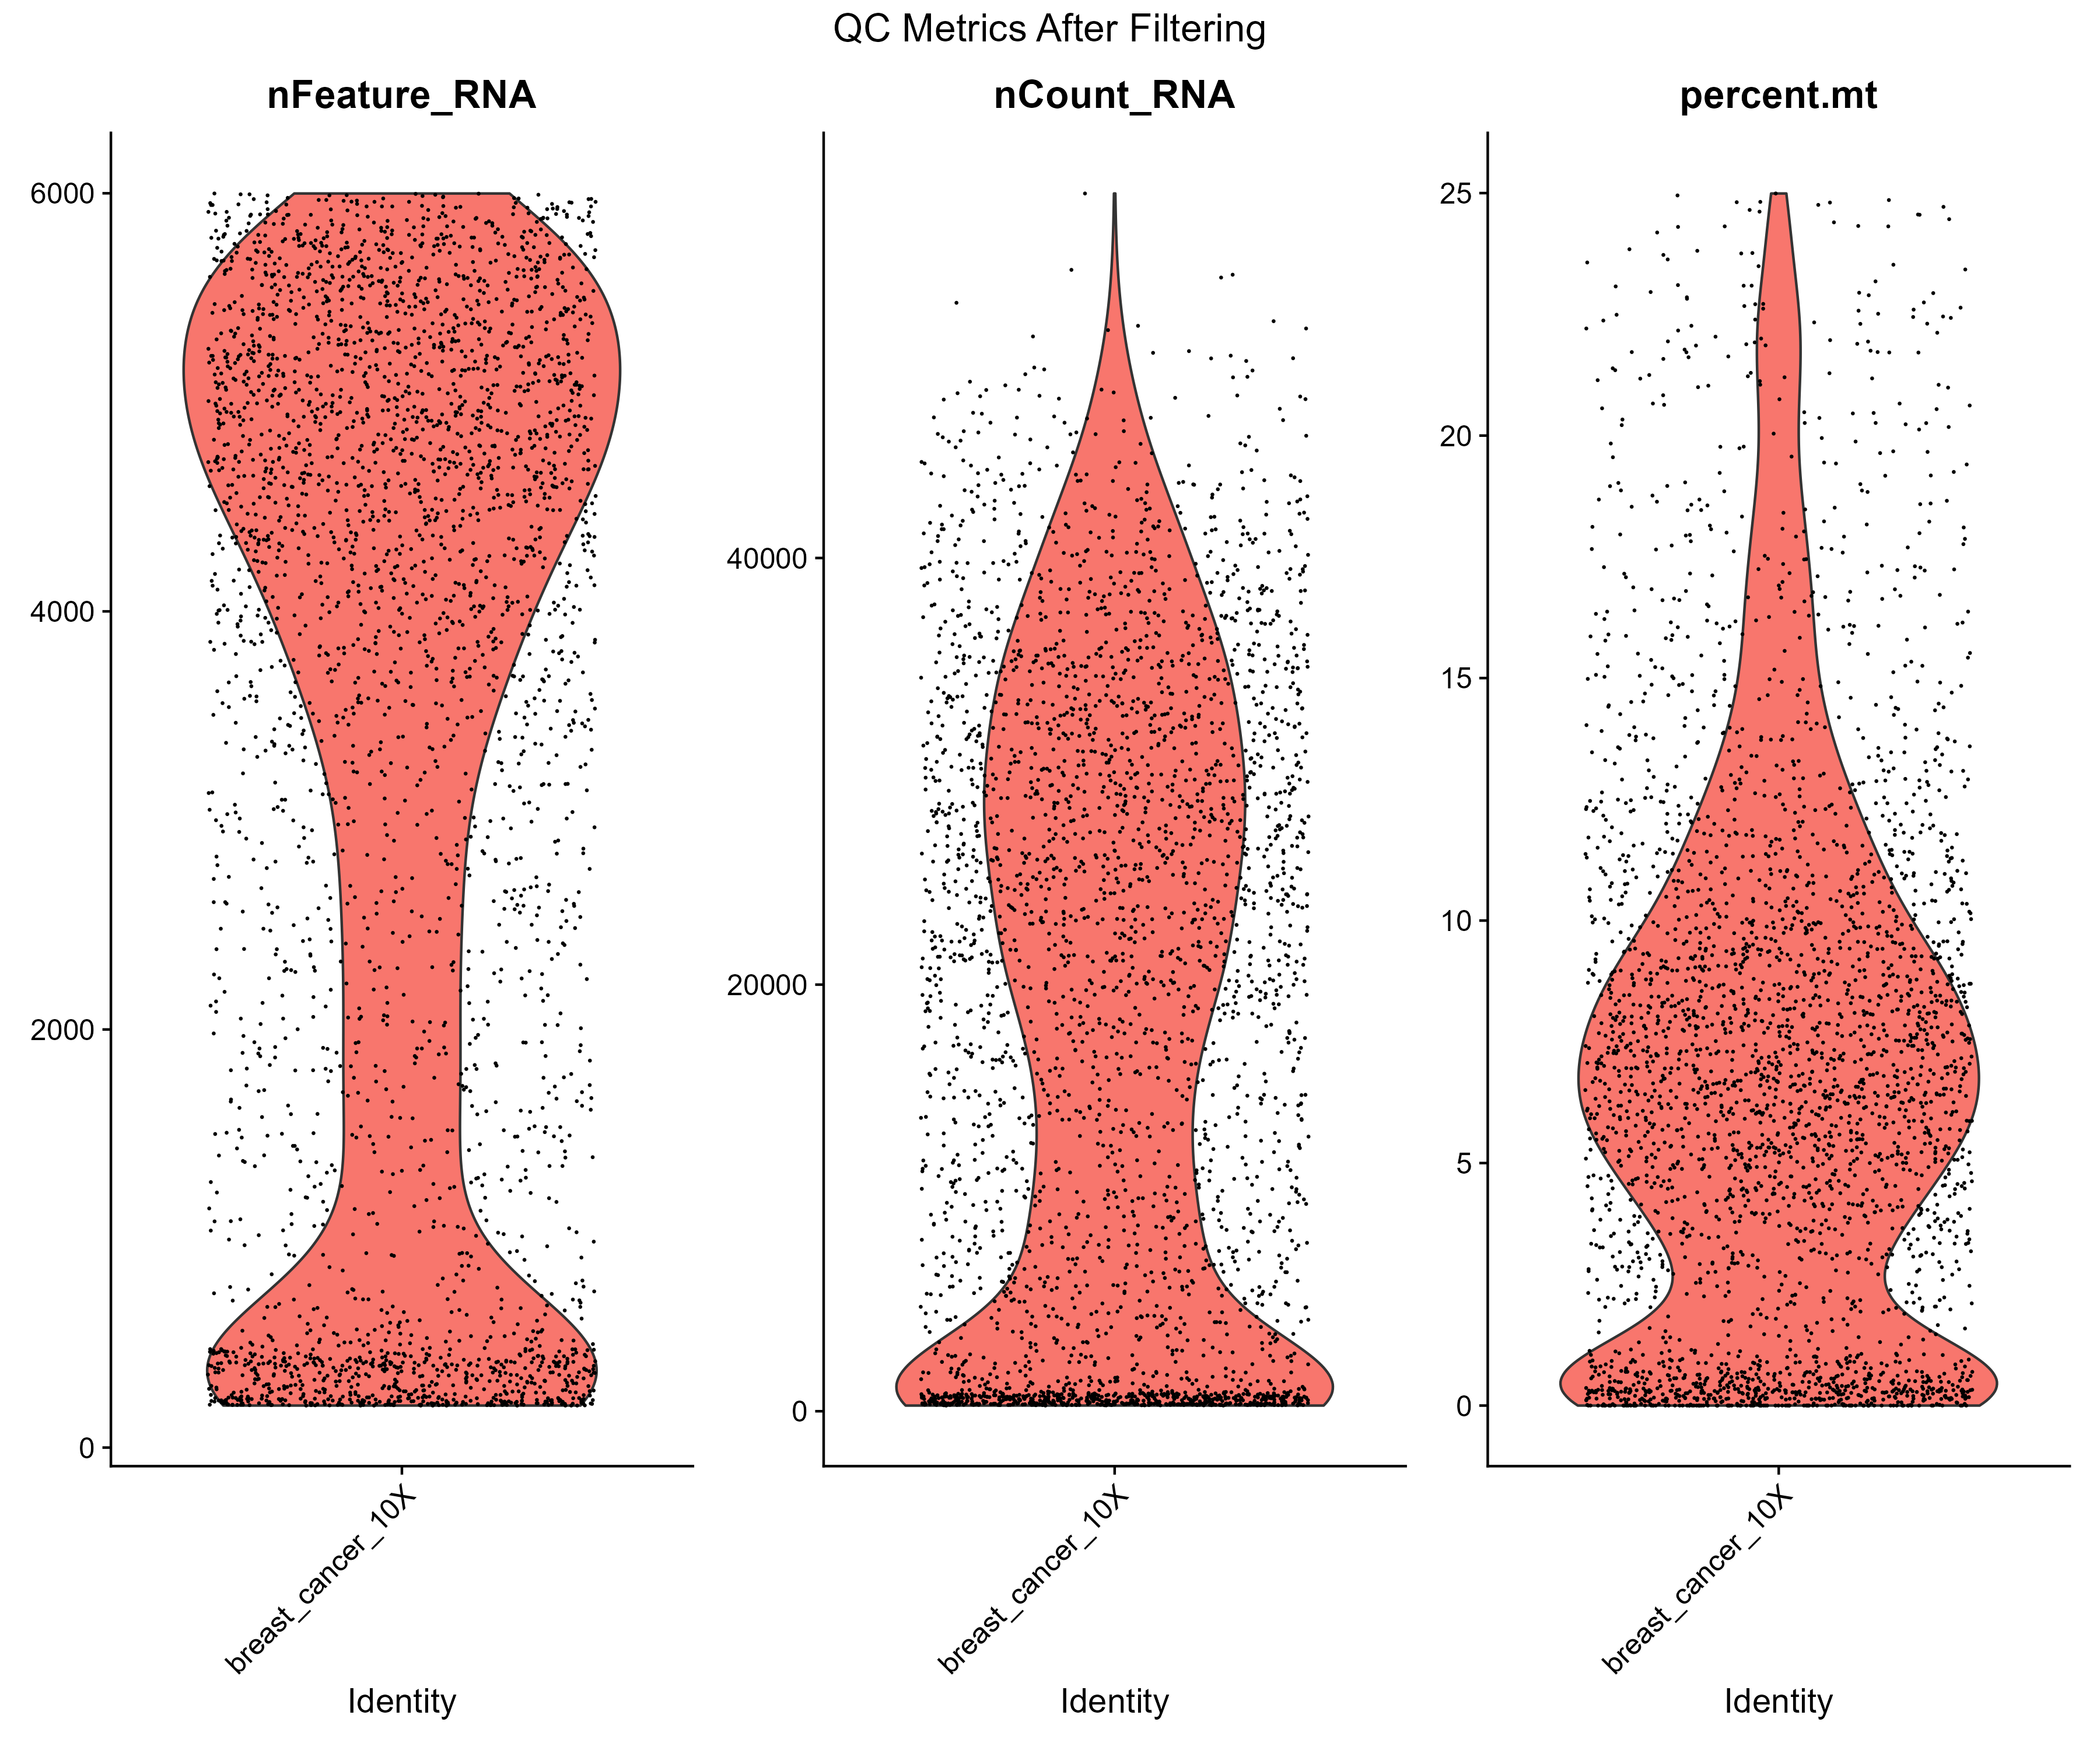 QC Metrics After Filtering
nFeature_RNA
6000
4000
2000
0
breast_cancer_10X
Identity
nCount_RNA
40000
20000
0
breast_cancer_10X
Identity
percent.mt
25
20
15
10
5
0
breast_cancer_10X
Identity